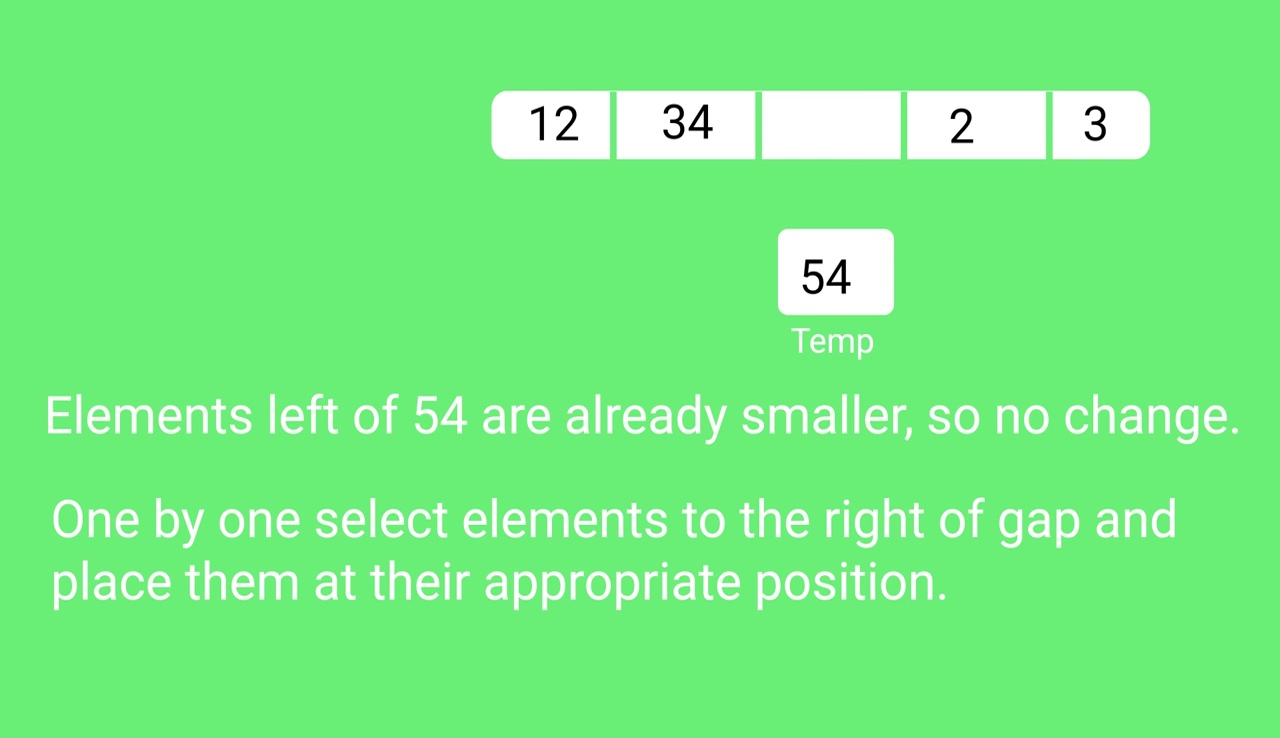 12 34 2 3
54
Temp
Elements left of 54 are already smaller, so no change.
One by one select elements to the right of gap and
place them at their appropriate position.